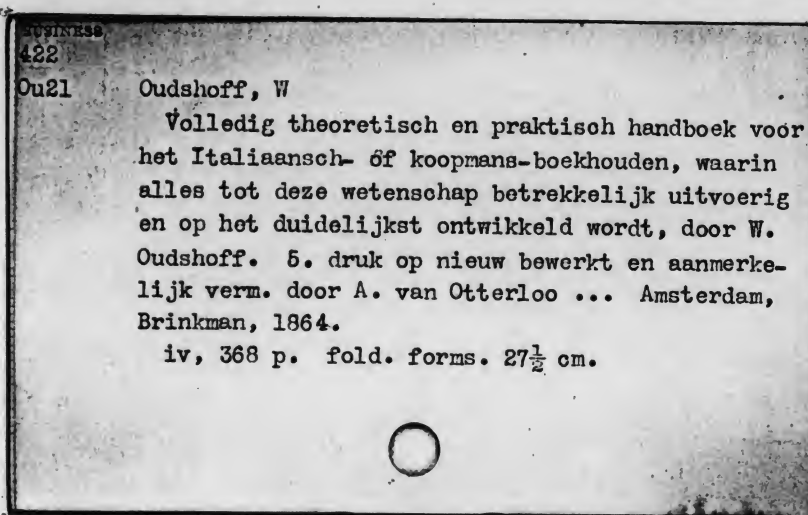 BUSINESS
422
Ou21 Oudshoff, W
Volledig theoretisch en praktisch handboek voor
het Italiaansch- óf koopmans-boekhouden, waarin
alles tot deze wetenschap betrekkelijk uitvoerig
en op het duidelijkst ontwikkeld wordt, door W.
Oudshoff. 5. druk op nieuw bewerkt en aanmerke-
lijk verm. door A. van Otterloo ... Amsterdam,
Brinkman, 1864.
iv, 368 p. fold. forms. 27½ cm.